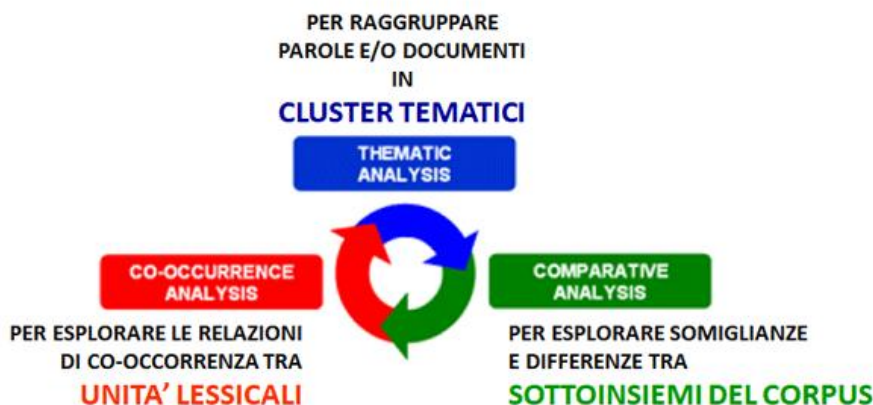 PER RAGGRUPPARE
PAROLE E/O DOCUMENTI
IN
CLUSTER TEMATICI
THEMATIC
ANALYSIS
CO-OCCURRENCE
ANALYSIS
PER ESPLORARE LE RELAZIONI
DI CO-OCCORRENZA TRA
UNITA’ LESSICALI
COMPARATIVE
ANALYSIS
PER ESPLORARE SOMIGLIANZE
E DIFFERENZE TRA
SOTTOINSIEMI DEL CORPUS